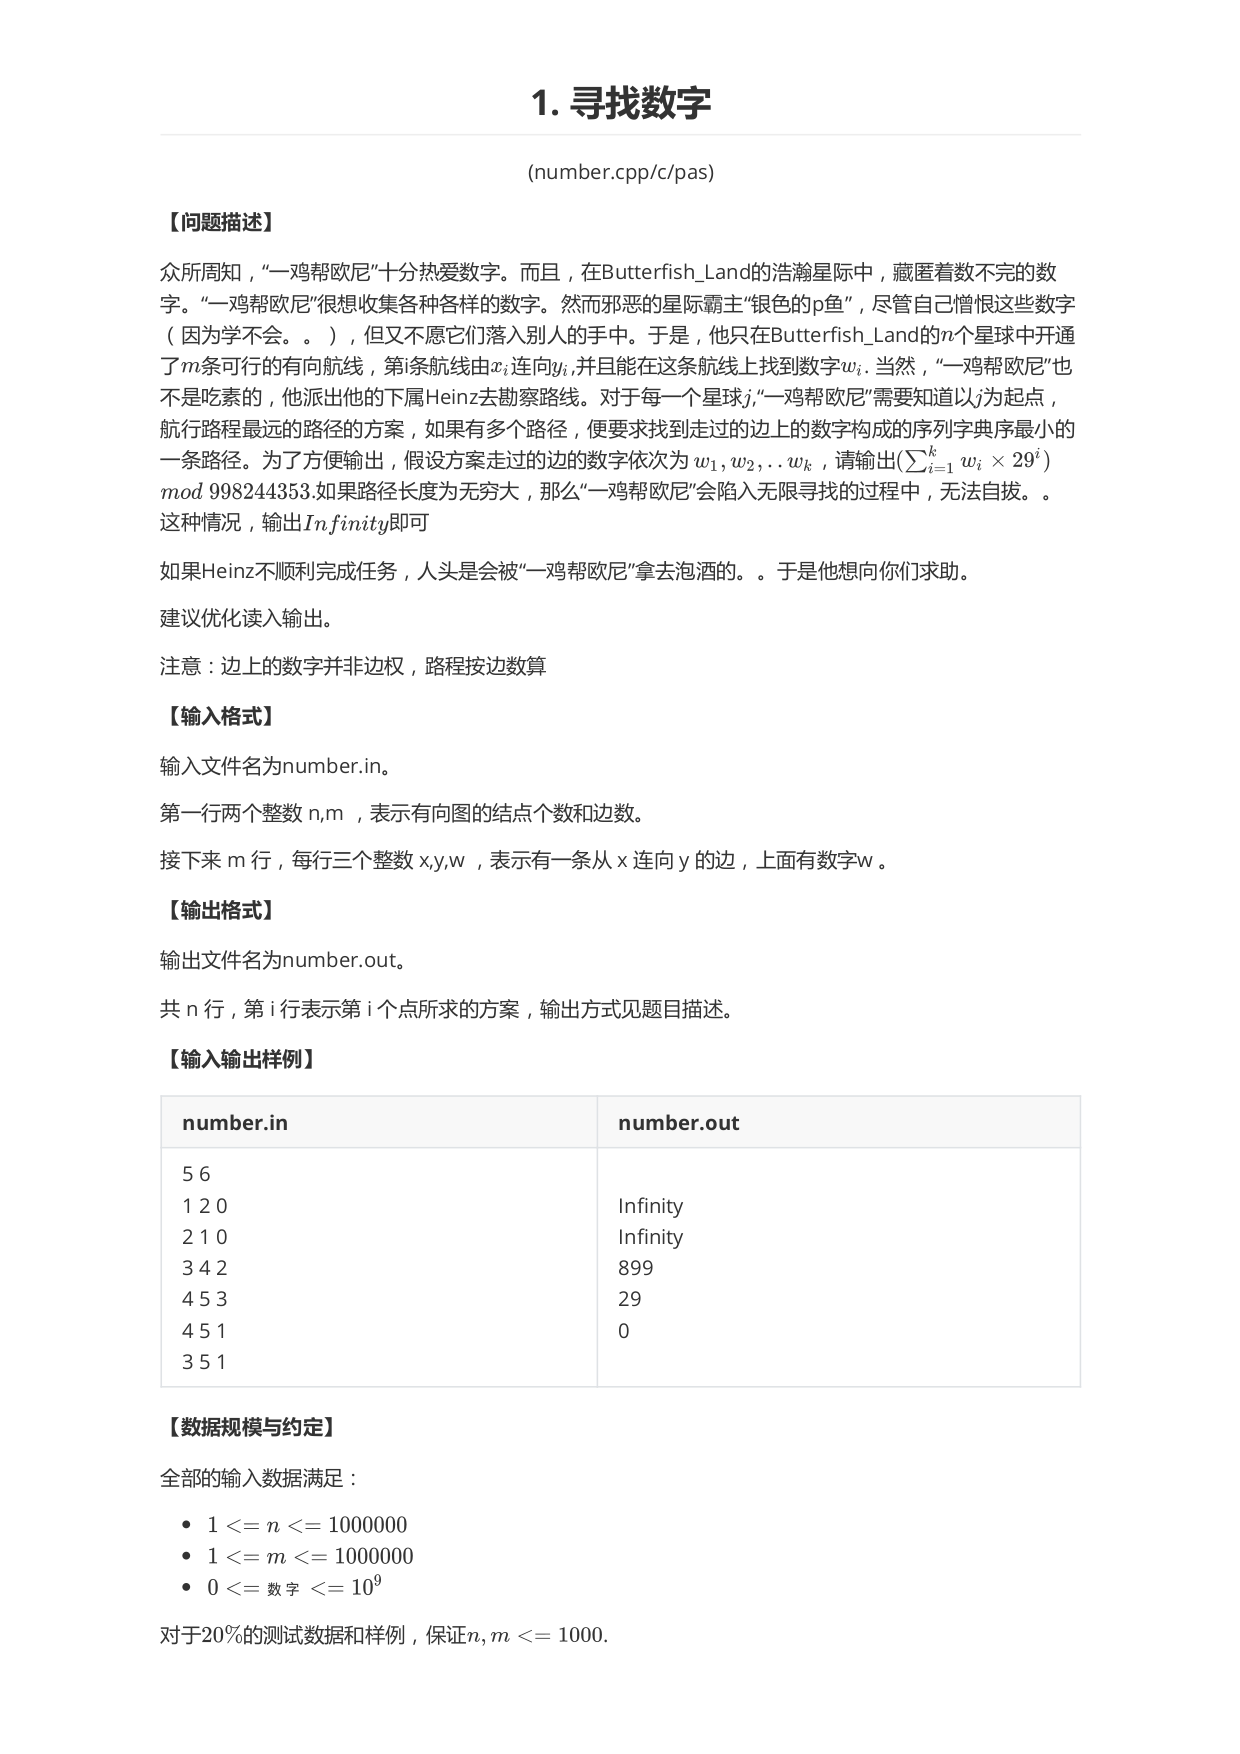 1. 寻找数字
(number.cpp/c/pas)
【问题描述】
众所周知，“一鸡帮欧尼”十分热爱数字。而且，在Butterfish_Land的浩瀚星际中，藏匿着数不完的数
字。“一鸡帮欧尼”很想收集各种各样的数字。然而邪恶的星际霸主“银色的p鱼”，尽管自己憎恨这些数字
（因为学不会。。），但又不愿它们落入别人的手中。于是，他只在Butterfish_Land的n个星球中开通
了m条可行的有向航线，第i条航线由x_i连向y_i,并且能在这条航线上找到数字w_i. 当然，“一鸡帮欧尼”也
不是吃素的，他派出他的下属Heinz去勘察路线。对于每一个星球j,“一鸡帮欧尼”需要知道以j为起点，
航行路程最远的路径的方案，如果有多个路径，便要求找到走过的边上的数字构成的序列字典序最小的
一条路径。为了方便输出，假设方案走过的边的数字依次为 w_1, w_2, . . w_k ，请输出(∑_{i=1}^{k} w_i × 29^i)
mod 998244353.如果路径长度为无穷大，那么“一鸡帮欧尼”会陷入无限寻找的过程中，无法自拔。。
这种情况，输出Infinity即可
如果Heinz不顺利完成任务，人头是会被“一鸡帮欧尼”拿去泡酒的。。于是他想向你们求助。
建议优化读入输出。
注意：边上的数字并非边权，路程按边数算
【输入格式】
输入文件名为number.in。
第一行两个整数 n,m ，表示有向图的结点个数和边数。
接下来 m 行，每行三个整数 x,y,w ，表示有一条从 x 连向 y 的边，上面有数字w 。
【输出格式】
输出文件名为number.out。
共 n 行，第 i 行表示第 i 个点所求的方案，输出方式见题目描述。
【输入输出样例】
number.in number.out
5 6
1 2 0
2 1 0
3 4 2
4 5 3
4 5 1
3 5 1
Infinity
Infinity
899
29
0
【数据规模与约定】
全部的输入数据满足：
• 1 <= n <= 1000000
• 1 <= m <= 1000000
• 0 <= 数字 <= 10^9
对于20%的测试数据和样例，保证n, m <= 1000.